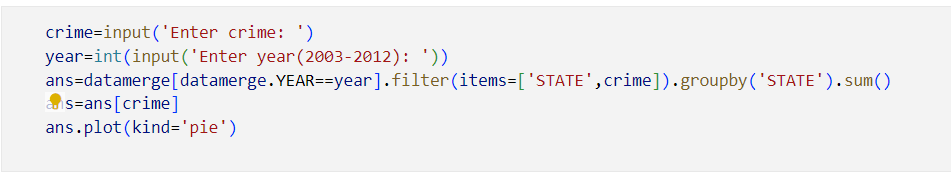 crime=input('Enter crime: ')
year=int(input('Enter year(2003-2012): '))
ans=datamerge[datamerge.YEAR==year].filter(items=['STATE',crime]).groupby('STATE').sum()
ans=ans[crime]
ans.plot(kind='pie')